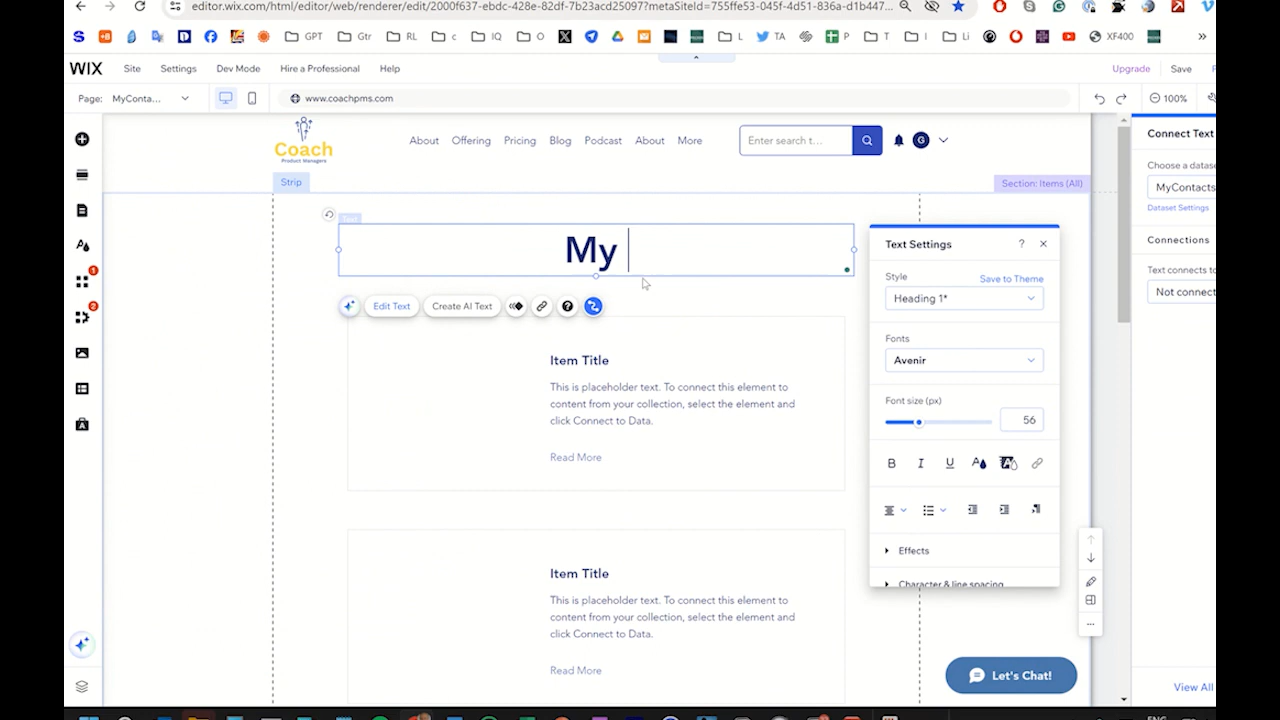 editor.wix.com/html/editor/web/renderer/edit/2000f637-ebdc-428e-82df-7b23acd25097?metaSiteId=755ffe53-045f-4d51-836a-d1b447...
GPT Gtr RL c IQ O L TA P T I Li XF400 »
WIX Site Settings Dev Mode Hire a Professional Help Upgrade Save
Page: MyConta... www.coachpms.com 100%
Coach
Product Managers
About Offering Pricing Blog Podcast About More Enter search t... G
Connect Text
Strip
Section: Items (All)
Choose a datase
MyContacts
Dataset Settings
Text
My
Text Settings ?
Connections
Text connects to
Not connect
Style Save to Theme
Heading 1*
Edit Text Create AI Text
Fonts
Avenir
Item Title
This is placeholder text. To connect this element to
content from your collection, select the element and
click Connect to Data.
Read More
Font size (px)
56
B I U A
Effects
Character & line spacing
Item Title
This is placeholder text. To connect this element to
content from your collection, select the element and
click Connect to Data.
Read More
1
2
Let's Chat!
View All